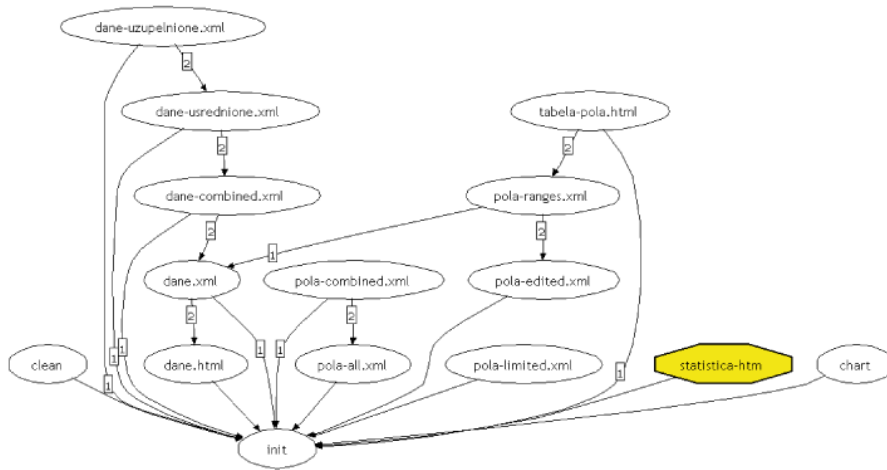 dane-uzupelnione.xml
2
dane-usrednione.xml
tabela-pola.html
2
2
dane-combined.xml
pola-ranges.xml
2
2
1
dane.xml
pola-combined.xml
pola-edited.xml
2
2
1
1
1
1
clean
dane.html
pola-all.xml
pola-limited.xml
statistica-htm
chart
1
1
init